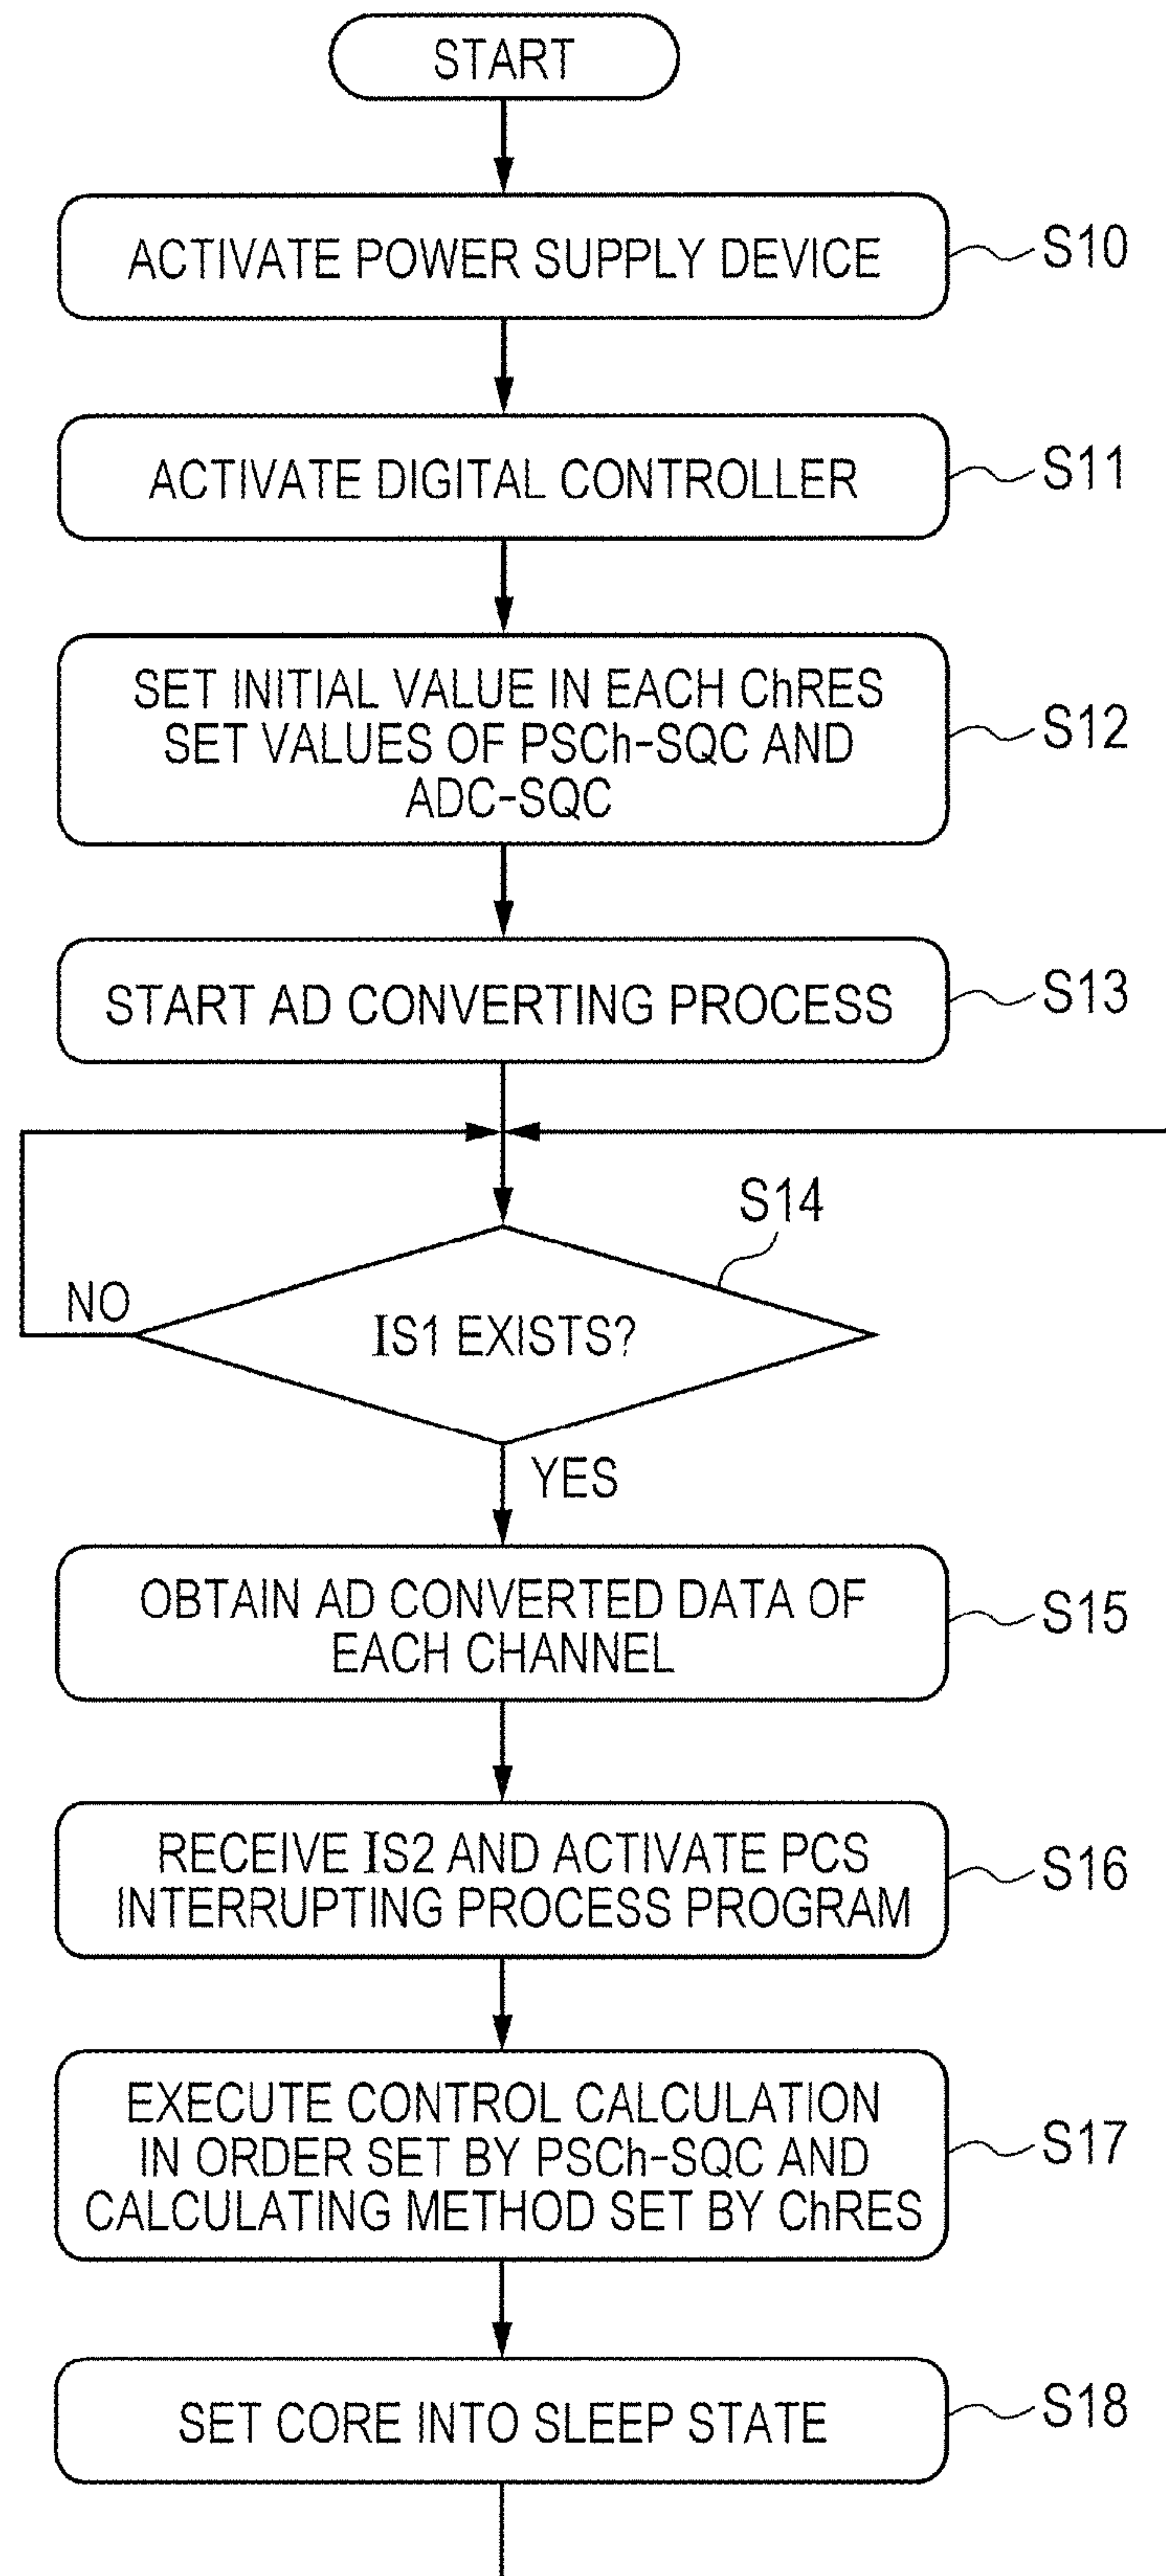 START
ACTIVATE POWER SUPPLY DEVICE
S10
ACTIVATE DIGITAL CONTROLLER
S11
SET INITIAL VALUE IN EACH ChRES
SET VALUES OF PSCh-SQC AND
ADC-SQC
S12
START AD CONVERTING PROCESS
S13
S14
NO
IS1 EXISTS?
YES
OBTAIN AD CONVERTED DATA OF
EACH CHANNEL
S15
RECEIVE IS2 AND ACTIVATE PCS
INTERRUPTING PROCESS PROGRAM
S16
EXECUTE CONTROL CALCULATION
IN ORDER SET BY PSCh-SQC AND
CALCULATING METHOD SET BY ChRES
S17
SET CORE INTO SLEEP STATE
S18